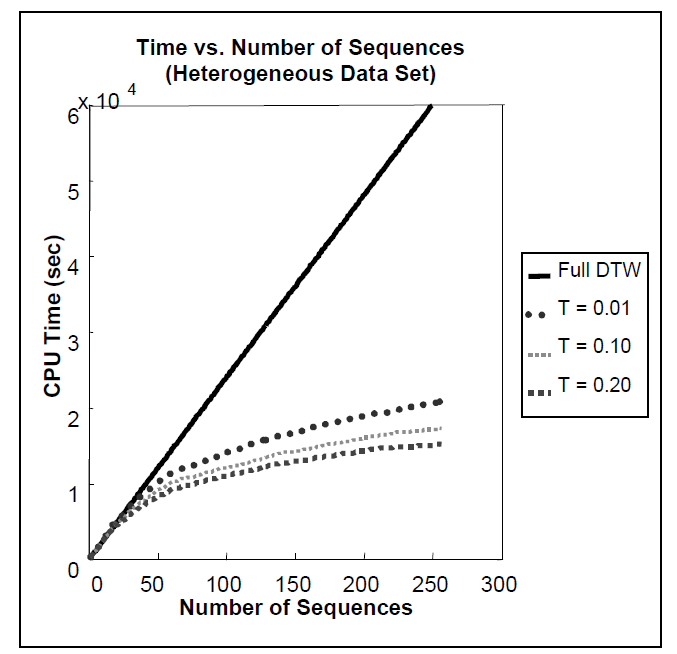 Time vs. Number of Sequences
(Heterogeneous Data Set)
x 10 4
6
5
4
3
2
1
0
CPU Time (sec)
0 50 100 150 200 250 300
Number of Sequences
Full DTW
T = 0.01
T = 0.10
T = 0.20